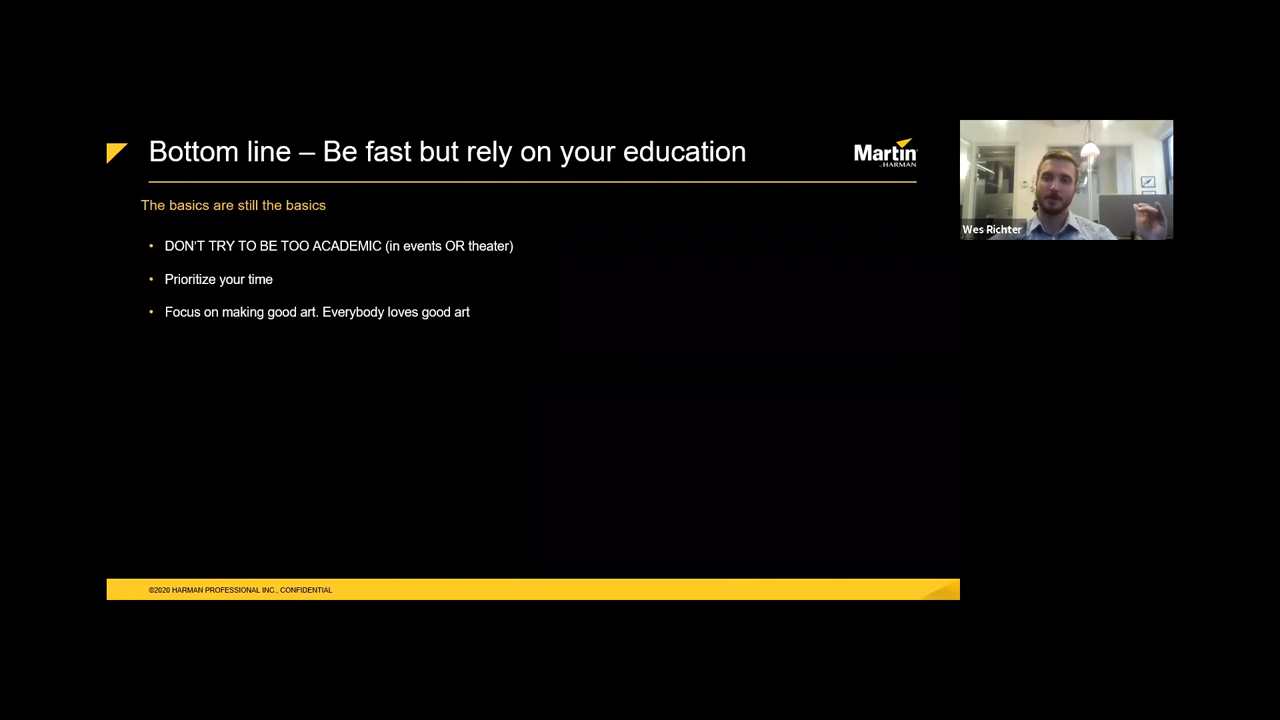 Bottom line – Be fast but rely on your education
Martin
by HARMAN
The basics are still the basics
• DON'T TRY TO BE TOO ACADEMIC (in events OR theater)
• Prioritize your time
• Focus on making good art. Everybody loves good art
©2020 HARMAN PROFESSIONAL INC., CONFIDENTIAL
Wes Richter